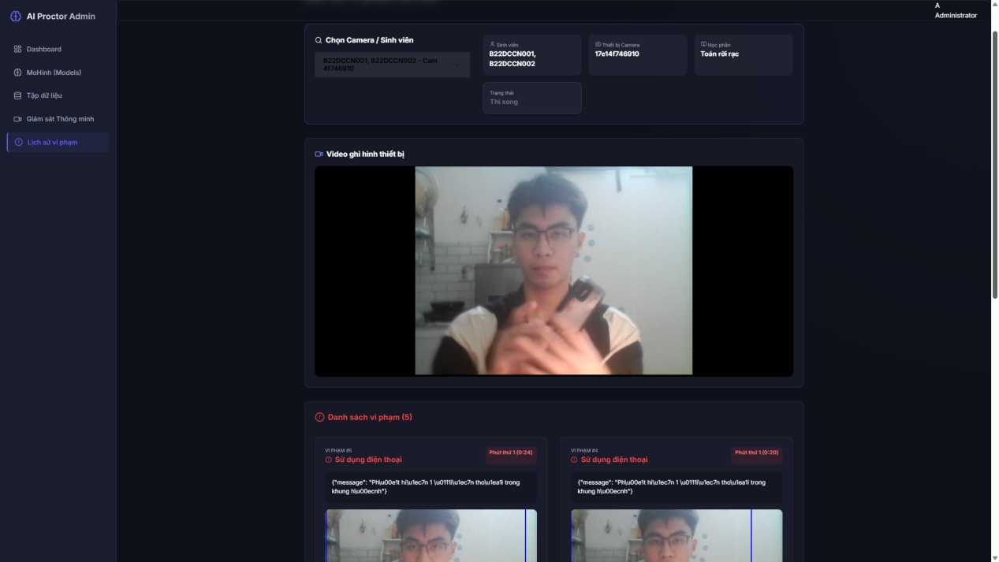 AI Proctor Admin
A
Administrator
Dashboard
MoHình (Models)
Tập dữ liệu
Giám sát Thông minh
Lịch sử vi phạm
Chọn Camera / Sinh viên
B22DCCN001, B22DCCN002 - Cam
4f746910
Sinh viên
B22DCCN001,
B22DCCN002
Thiết bị Camera
17e14f746910
Học phần
Toán rời rạc
Trạng thái
Thi xong
Video ghi hình thiết bị
Danh sách vi phạm (5)
VI PHẠM #5
Sử dụng điện thoại
Phút thứ 1 (0:24)
{"message": "Ph\u00e1t hi\u1ec7n 1 \u0111i\u1ec7n tho\u1ea1i trong
khung h\u00ecnh"}
VI PHẠM #4
Sử dụng điện thoại
Phút thứ 1 (0:20)
{"message": "Ph\u00e1t hi\u1ec7n 1 \u0111i\u1ec7n tho\u1ea1i trong
khung h\u00ecnh"}